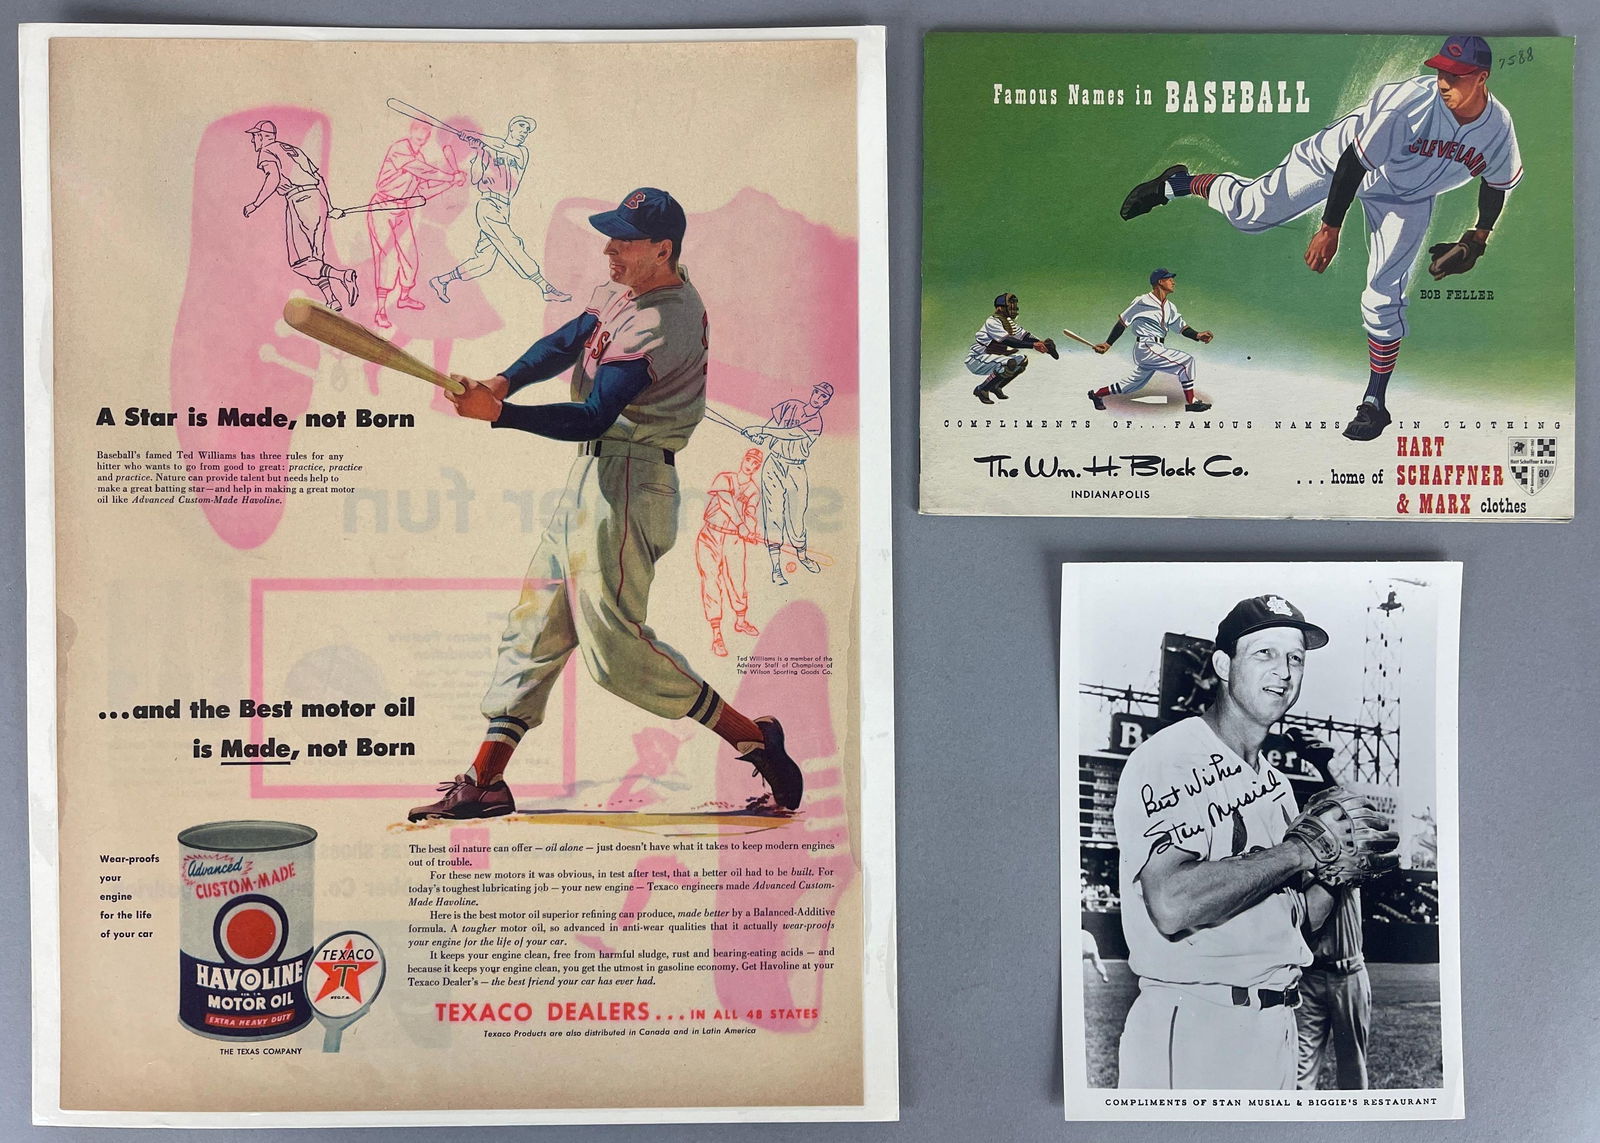 A Star is Made, not Born
Baseball's famed Ted Williams has three rules for any
hitter who wants to go from good to great: practice, practice
and practice. Nature can provide talent but needs help to
make a great batting star—and help in making a great motor
oil like Advanced Custom-Made Havoline.
Ted Williams is a member of the
Advisory Staff of Champions of
The Wilson Sporting Goods Co.
...and the Best motor oil
is Made, not Born
Wear-proofs
your
engine
for the life
of your car
Advanced
CUSTOM-MADE
HAVOLINE
MOTOR OIL
EXTRA HEAVY DUTY
TEXACO
T
REG. T.M.
THE TEXAS COMPANY
The best oil nature can offer — oil alone — just doesn't have what it takes to keep modern engines
out of trouble.
For these new motors it was obvious, in test after test, that a better oil had to be built. For
today's toughest lubricating job — your new engine — Texaco engineers made Advanced Custom-
Made Havoline.
Here is the best motor oil superior refining can produce, made better by a Balanced-Additive
formula. A tougher motor oil, so advanced in anti-wear qualities that it actually wear-proofs
your engine for the life of your car.
It keeps your engine clean, free from harmful sludge, rust and bearing-eating acids — and
because it keeps your engine clean, you get the utmost in gasoline economy. Get Havoline at your
Texaco Dealer's — the best friend your car has ever had.
TEXACO DEALERS...IN ALL 48 STATES
Texaco Products are also distributed in Canada and in Latin America
7588
Famous Names in BASEBALL
CLEVELAND
BOB FELLER
COMPLIMENTS OF...FAMOUS NAMES IN CLOTHING
The Wm. H. Block Co.
INDIANAPOLIS
...home of HART
SCHAFFNER
& MARX clothes
Hart Schaffner & Marx
60
Best Wishes
Stan Musial
COMPLIMENTS OF STAN MUSIAL & BIGGIE'S RESTAURANT